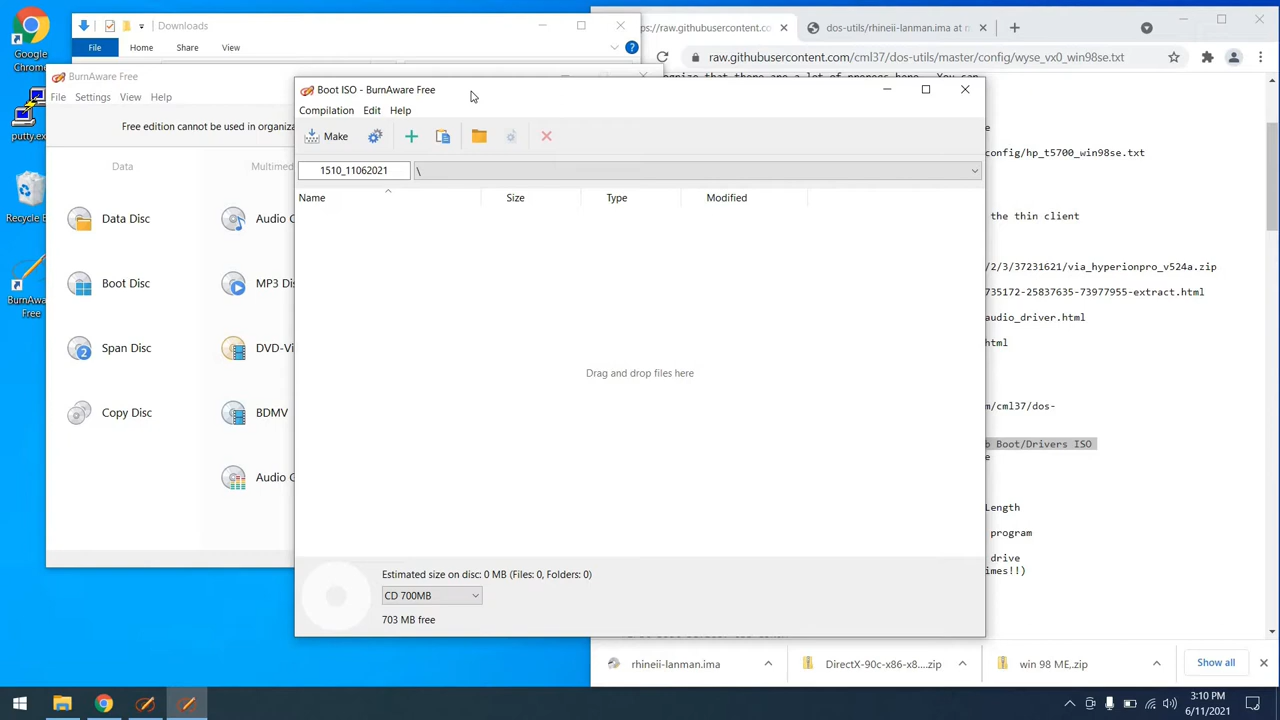 Google
Chrome
putty.ex
Recycle B
BurnAware
Free
Downloads
File
Home
Share
View
BurnAware Free
File
Settings
View
Help
Free edition cannot be used in organiza
Data
Multimed
Data Disc
Audio C
Boot Disc
MP3 Dis
Span Disc
DVD-Vi
Copy Disc
BDMV
Audio G
Boot ISO - BurnAware Free
Compilation
Edit
Help
Make
1510_11062021
\
Name
Size
Type
Modified
Drag and drop files here
Estimated size on disc: 0 MB (Files: 0, Folders: 0)
CD 700MB
703 MB free
ttps://raw.githubusercontent.com/c
dos-utils/rhineii-lanman.ima at m
raw.githubusercontent.com/cml37/dos-utils/master/config/wyse_vx0_win98se.txt
config/hp_t5700_win98se.txt
the thin client
/2/3/37231621/via_hyperionpro_v524a.zip
735172-25837635-73977955-extract.html
audio_driver.html
html
m/cml37/dos-
b Boot/Drivers ISO
e
Length
program
drive
imes!!)
rhineii-lanman.ima
DirectX-90c-x86-x8....zip
win 98 ME,.zip
Show all
3:10 PM
6/11/2021